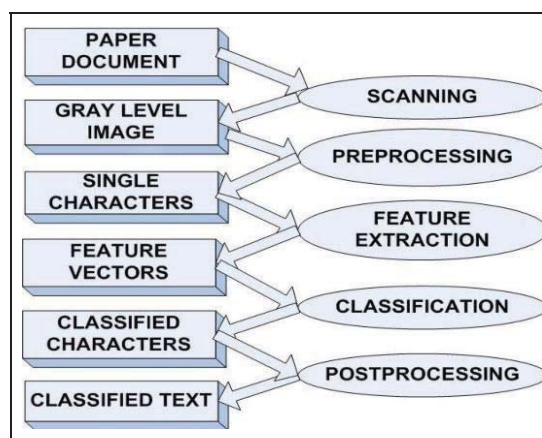 PAPER
DOCUMENT
SCANNING
GRAY LEVEL
IMAGE
PREPROCESSING
SINGLE
CHARACTERS
FEATURE
EXTRACTION
FEATURE
VECTORS
CLASSIFICATION
CLASSIFIED
CHARACTERS
POSTPROCESSING
CLASSIFIED TEXT